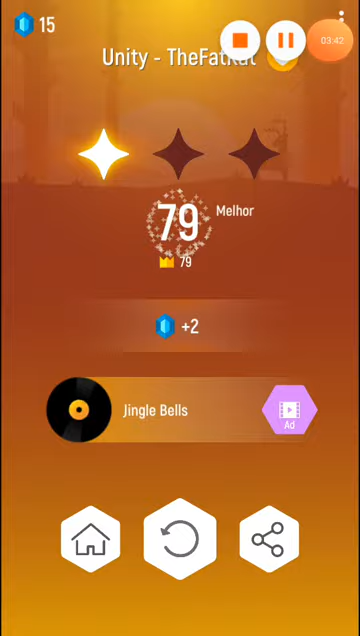 15
03:42
Unity - TheFatRat
79
Melhor
79
+2
Jingle Bells
Ad